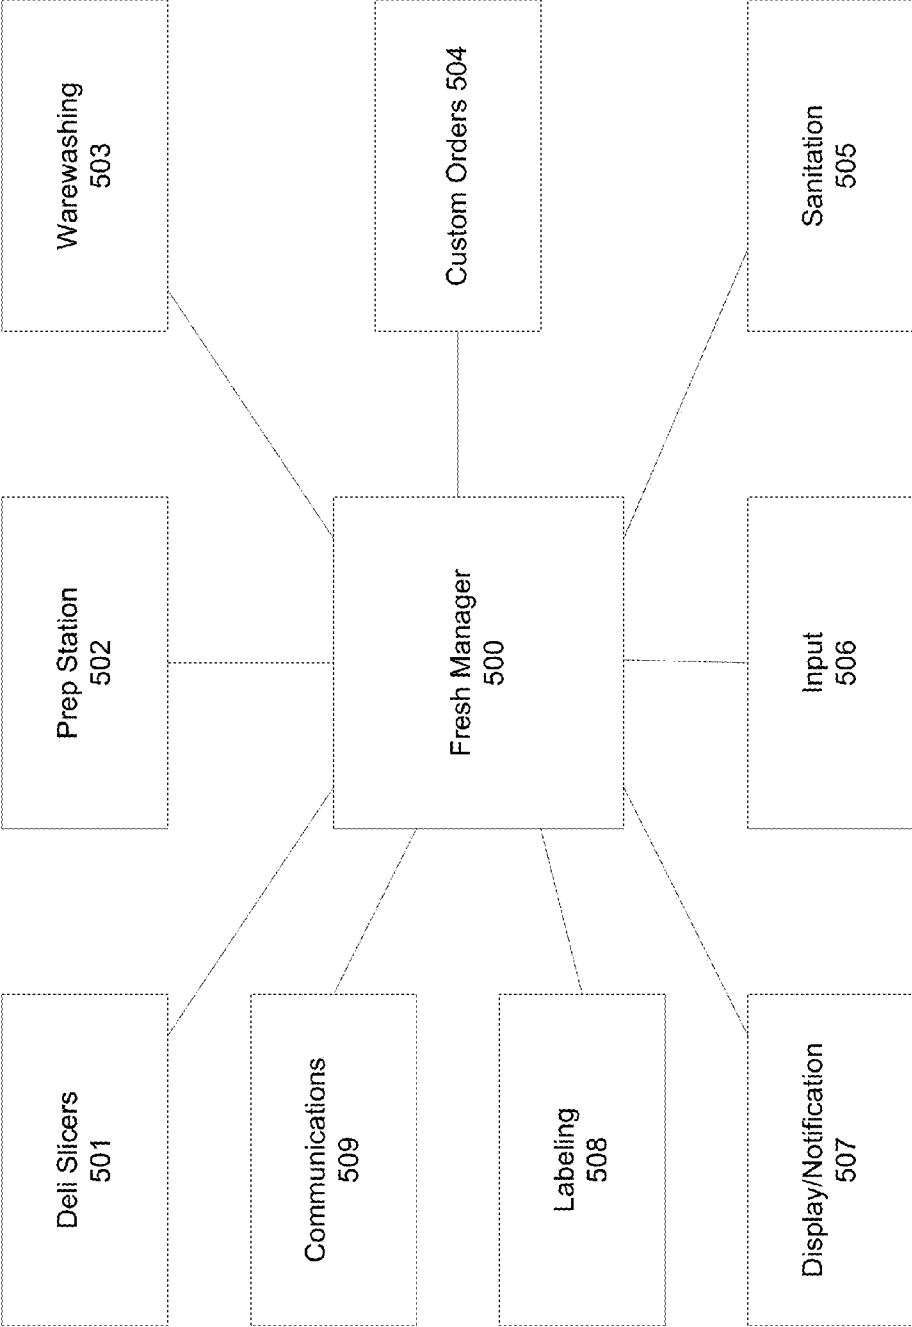 Deli Slicers
501
Prep Station
502
Warewashing
503
Communications
509
Fresh Manager
500
Custom Orders 504
Labeling
508
Display/Notification
507
Input
506
Sanitation
505